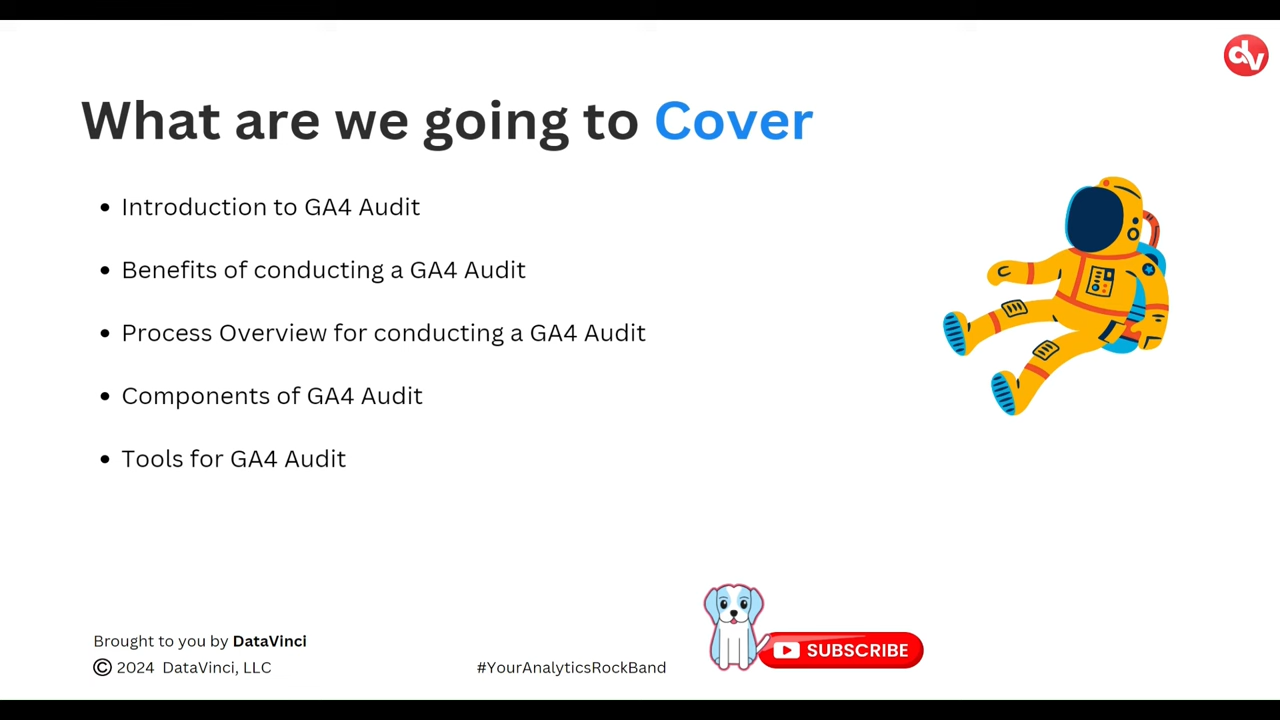 dv
What are we going to Cover
• Introduction to GA4 Audit
• Benefits of conducting a GA4 Audit
• Process Overview for conducting a GA4 Audit
• Components of GA4 Audit
• Tools for GA4 Audit
Brought to you by DataVinci
© 2024 DataVinci, LLC
#YourAnalyticsRockBand
SUBSCRIBE